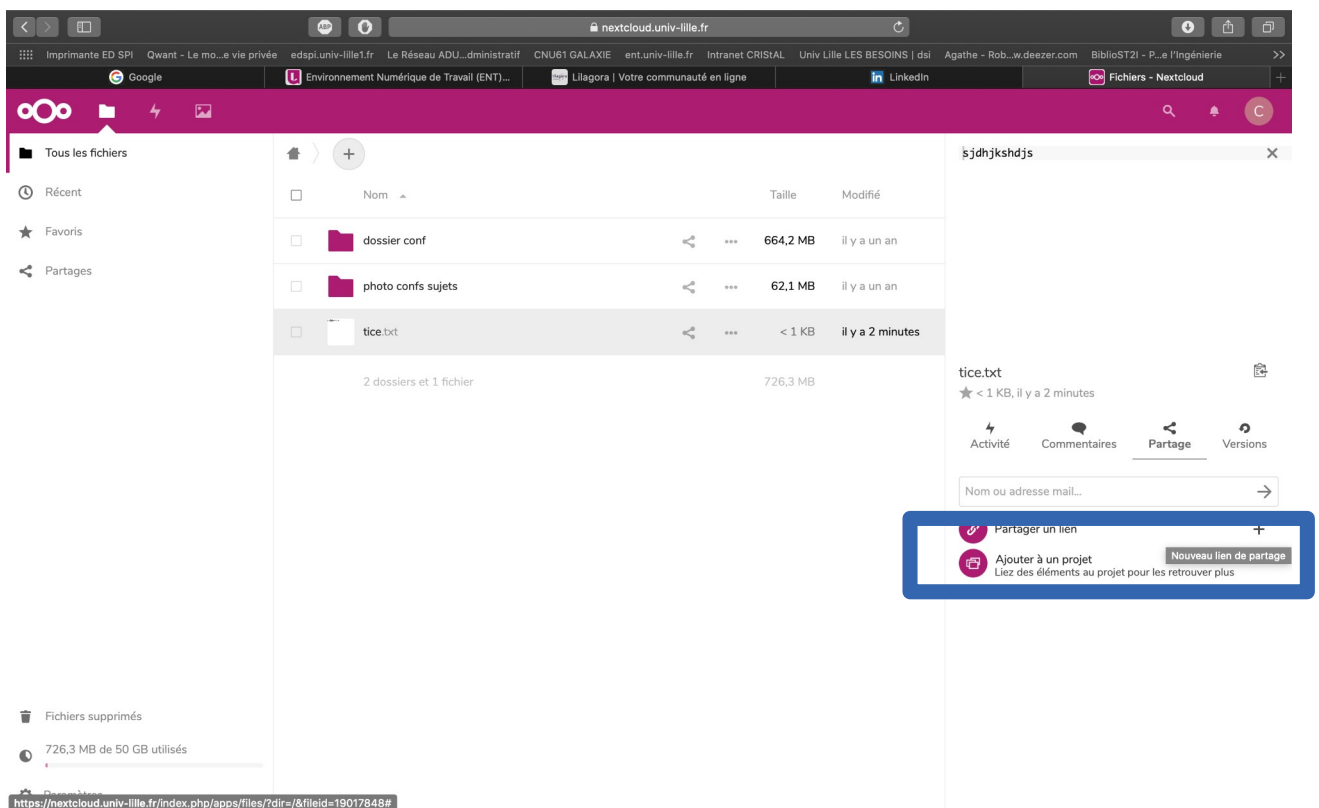 ABP
nextcloud.univ-lille.fr
Imprimante ED SPI Qwant - Le mo...e vie privée edspi.univ-lille1.fr Le Réseau ADU...dministratif CNU61 GALAXIE ent.univ-lille.fr Intranet CRIStAL Univ Lille LES BESOINS | dsi Agathe - Rob...w.deezer.com BiblioST2I - P...e l'Ingénierie >>
G Google L Environnement Numérique de Travail (ENT)... Lilagora | Votre communauté en ligne in LinkedIn Fichiers - Nextcloud +
C
Tous les fichiers
+
sjdhjkshdjs
Récent
Nom Taille Modifié
Favoris
dossier conf 664,2 MB il y a un an
Partages
photo confs sujets 62,1 MB il y a un an
tice.txt < 1 KB il y a 2 minutes
2 dossiers et 1 fichier 726,3 MB
tice.txt
< 1 KB, il y a 2 minutes
Activité Commentaires Partage Versions
Nom ou adresse mail...
Partager un lien +
Ajouter à un projet
Nouveau lien de partage
Liez des éléments au projet pour les retrouver plus
Fichiers supprimés
726,3 MB de 50 GB utilisés
Paramètres
https://nextcloud.univ-lille.fr/index.php/apps/files/?dir=/&fileid=19017848#